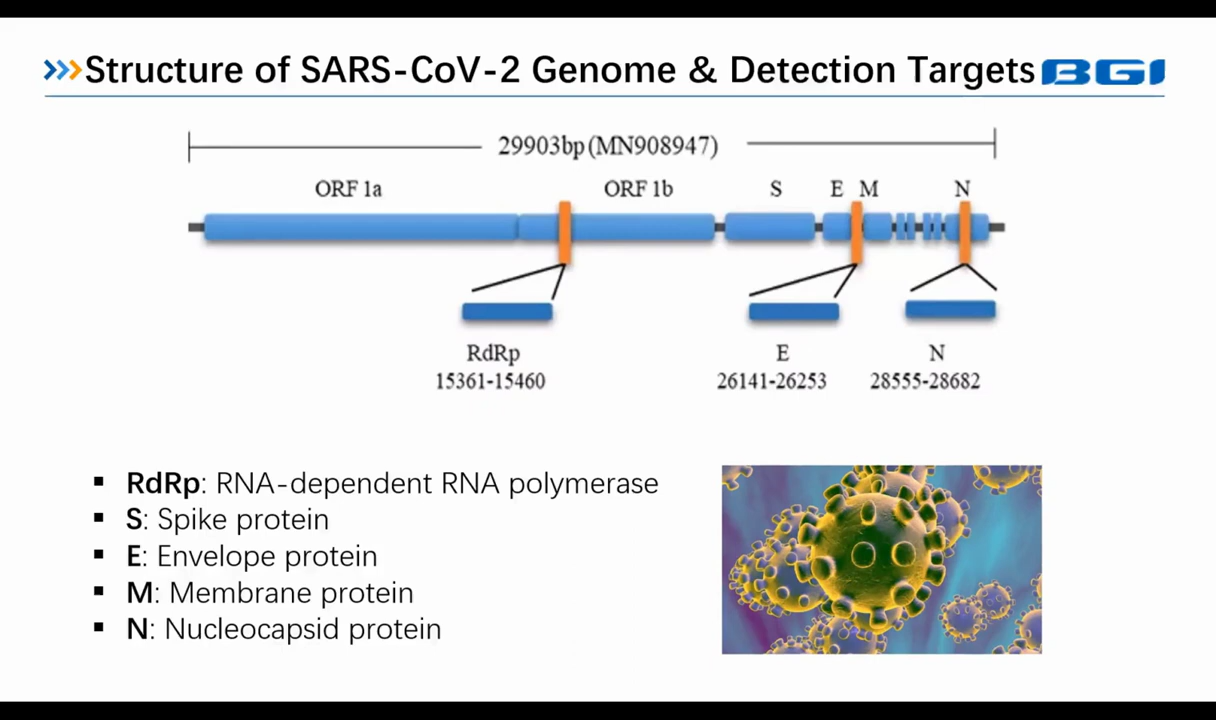 Structure of SARS-CoV-2 Genome & Detection Targets BGI
29903bp(MN908947)
ORF 1a ORF 1b S E M N
RdRp E N
15361-15460 26141-26253 28555-28682
▪ RdRp: RNA-dependent RNA polymerase
▪ S: Spike protein
▪ E: Envelope protein
▪ M: Membrane protein
▪ N: Nucleocapsid protein